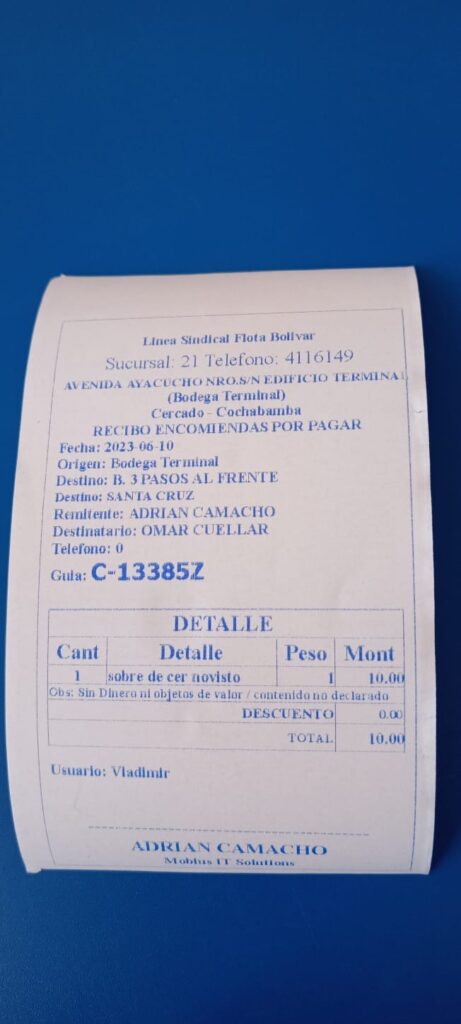 Linea Sindical Flota Bolivar
Sucursal: 21 Telefono: 4116149
AVENIDA AYACUCHO NRO.S/N EDIFICIO TERMINAL
(Bodega Terminal)
Cercado - Cochabamba
RECIBO ENCOMIENDAS POR PAGAR
Fecha: 2023-06-10
Origen: Bodega Terminal
Destino: B. 3 PASOS AL FRENTE
Destino: SANTA CRUZ
Remitente: ADRIAN CAMACHO
Destinatario: OMAR CUELLAR
Telefono: 0
Guia: C-13385Z
DETALLE
Cant Detalle Peso Mont
1 sobre de cer novisto 1 10.00
Obs: Sin Dinero ni objetos de valor / contenido no declarado
DESCUENTO 0.00
TOTAL 10.00
Usuario: Vladimir
ADRIAN CAMACHO
Mobius IT Solutions